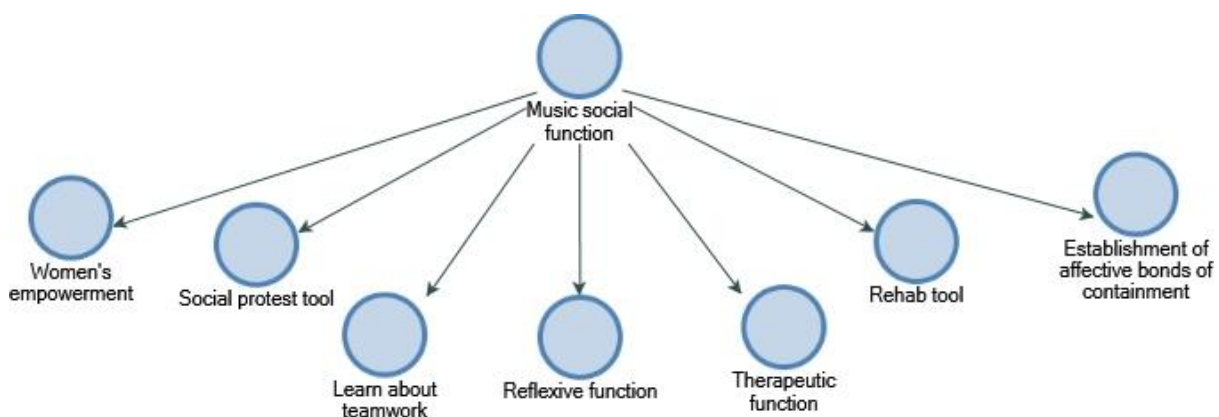 Music social
function
Women's
empowerment
Social protest tool
Learn about
teamwork
Reflexive function
Therapeutic
function
Rehab tool
Establishment of
affective bonds of
containment